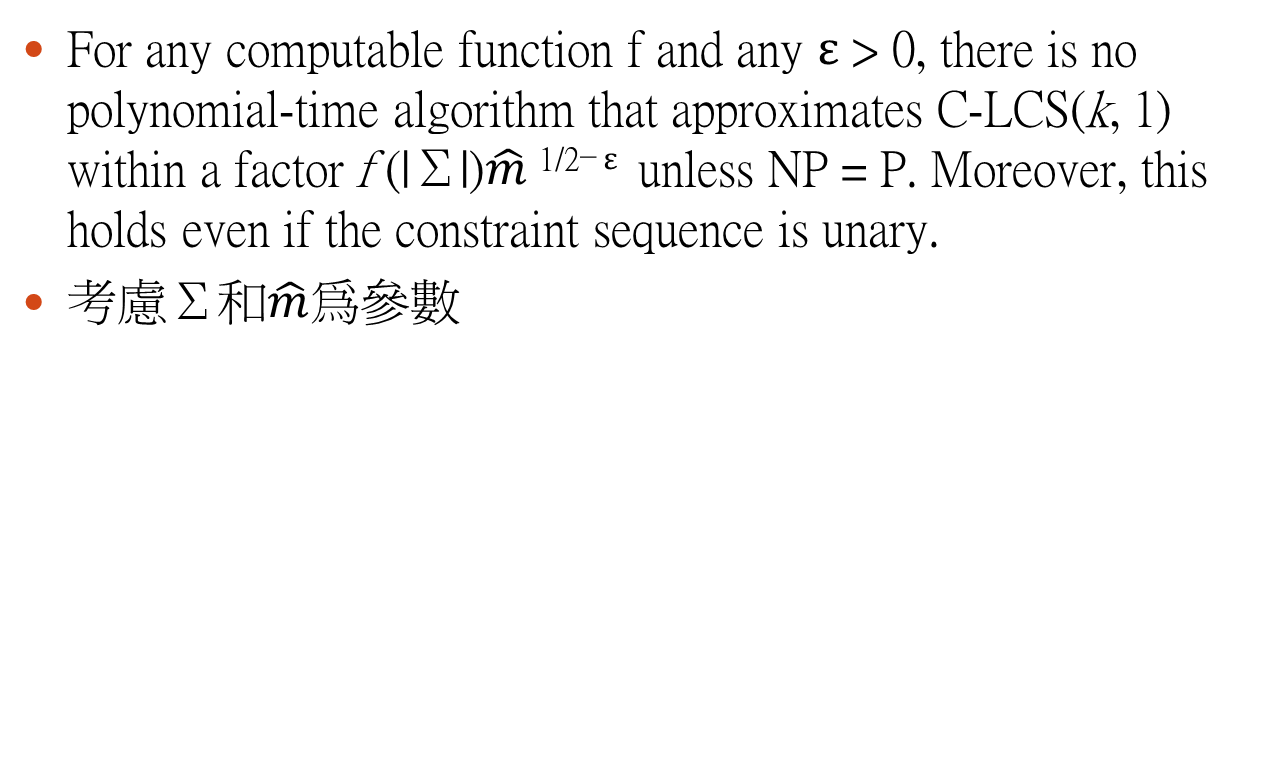 • For any computable function f and any ε > 0, there is no
polynomial-time algorithm that approximates C-LCS(k, 1)
within a factor f(|Σ|)m̂ 1/2−ε unless NP = P. Moreover, this
holds even if the constraint sequence is unary.
• 考慮Σ和m̂為參數